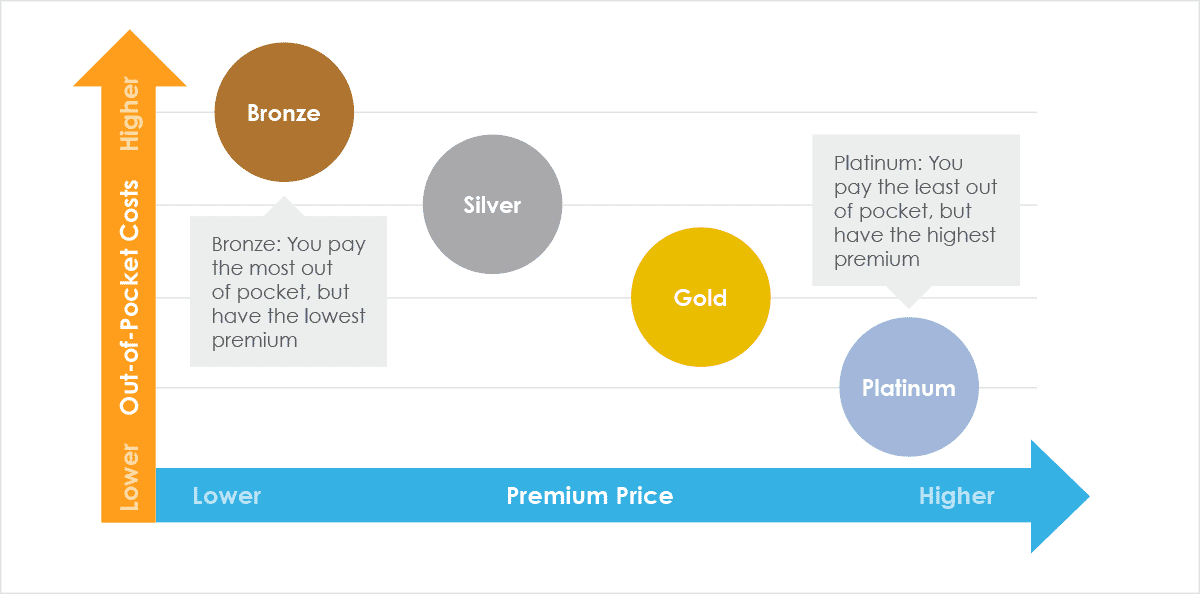 Higher
Out-of-Pocket Costs
Lower
Bronze
Bronze: You pay
the most out
of pocket, but
have the lowest
premium
Silver
Gold
Platinum: You
pay the least out
of pocket, but
have the highest
premium
Platinum
Lower
Premium Price
Higher